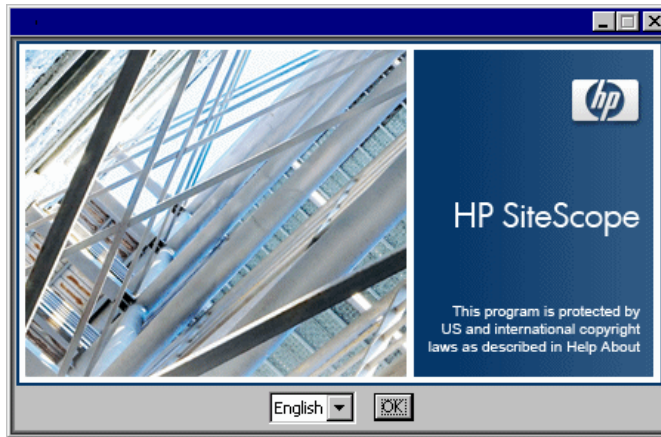 hp
HP SiteScope
This program is protected by
US and international copyright
laws as described in Help About
English
OK